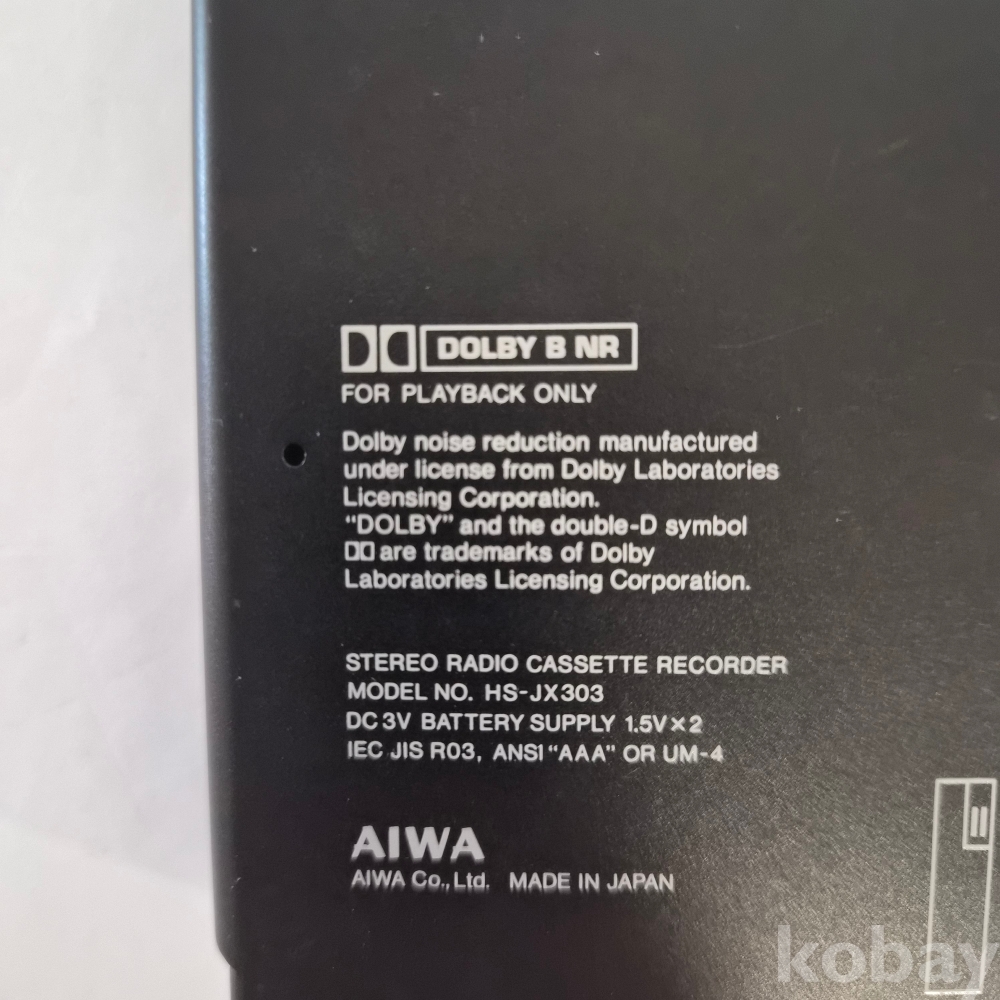 DOLBY B NR
FOR PLAYBACK ONLY
Dolby noise reduction manufactured
under license from Dolby Laboratories
Licensing Corporation.
"DOLBY" and the double-D symbol
are trademarks of Dolby
Laboratories Licensing Corporation.
STEREO RADIO CASSETTE RECORDER
MODEL NO. HS-JX303
DC 3V BATTERY SUPPLY 1.5V×2
IEC JIS R03, ANSI "AAA" OR UM-4
AIWA
AIWA Co., Ltd. MADE IN JAPAN
kobay